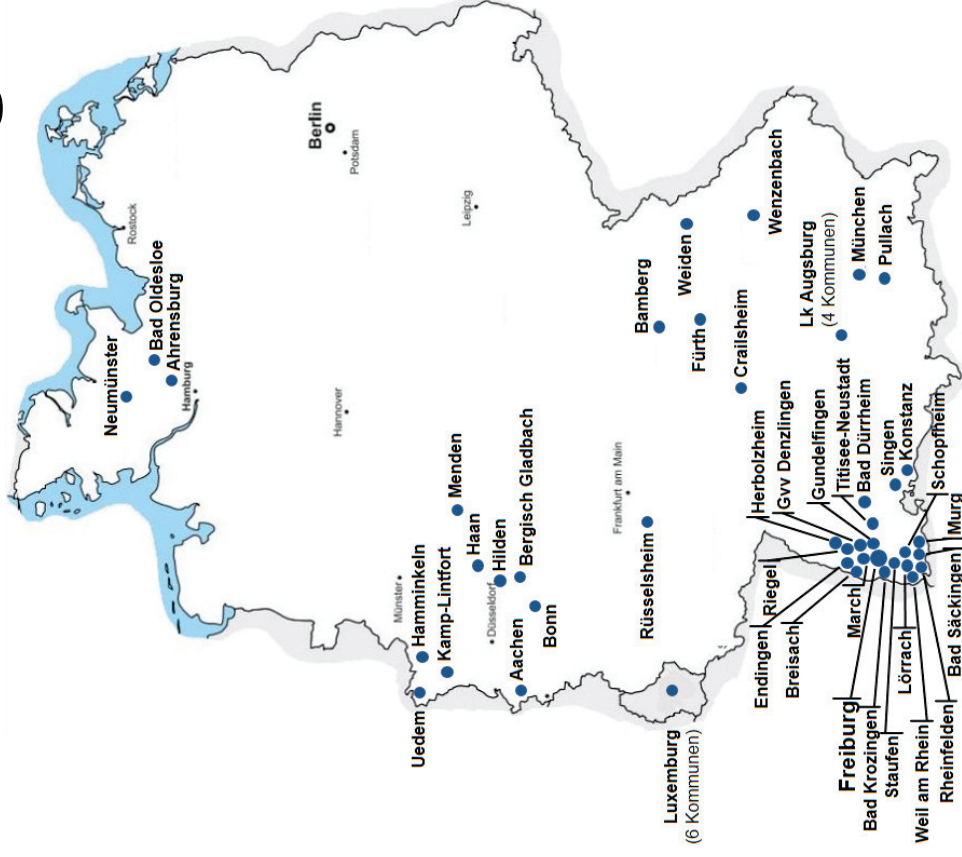 Rostock
Neumünster
Bad Oldesloe
Ahrensburg
Hamburg
Berlin
Potsdam
Hannover
Leipzig
Münster
Uedem
Hamminkeln
Kamp-Lintfort
Menden
Haan
Hilden
Düsseldorf
Bergisch Gladbach
Aachen
Bonn
Frankfurt am Main
Rüsselsheim
Luxemburg
(6 Kommunen)
Bamberg
Weiden
Fürth
Crailsheim
Wenzenbach
Lk Augsburg
(4 Kommunen)
München
Pullach
Herbolzheim
Gvv Denzlingen
Gundelfingen
Titisee-Neustadt
Bad Dürrheim
Singen
Konstanz
Schopfheim
Murg
Bad Säckingen
Riegel
Endingen
Breisach
March
Freiburg
Bad Krozingen
Staufen
Lörrach
Weil am Rhein
Rheinfelden